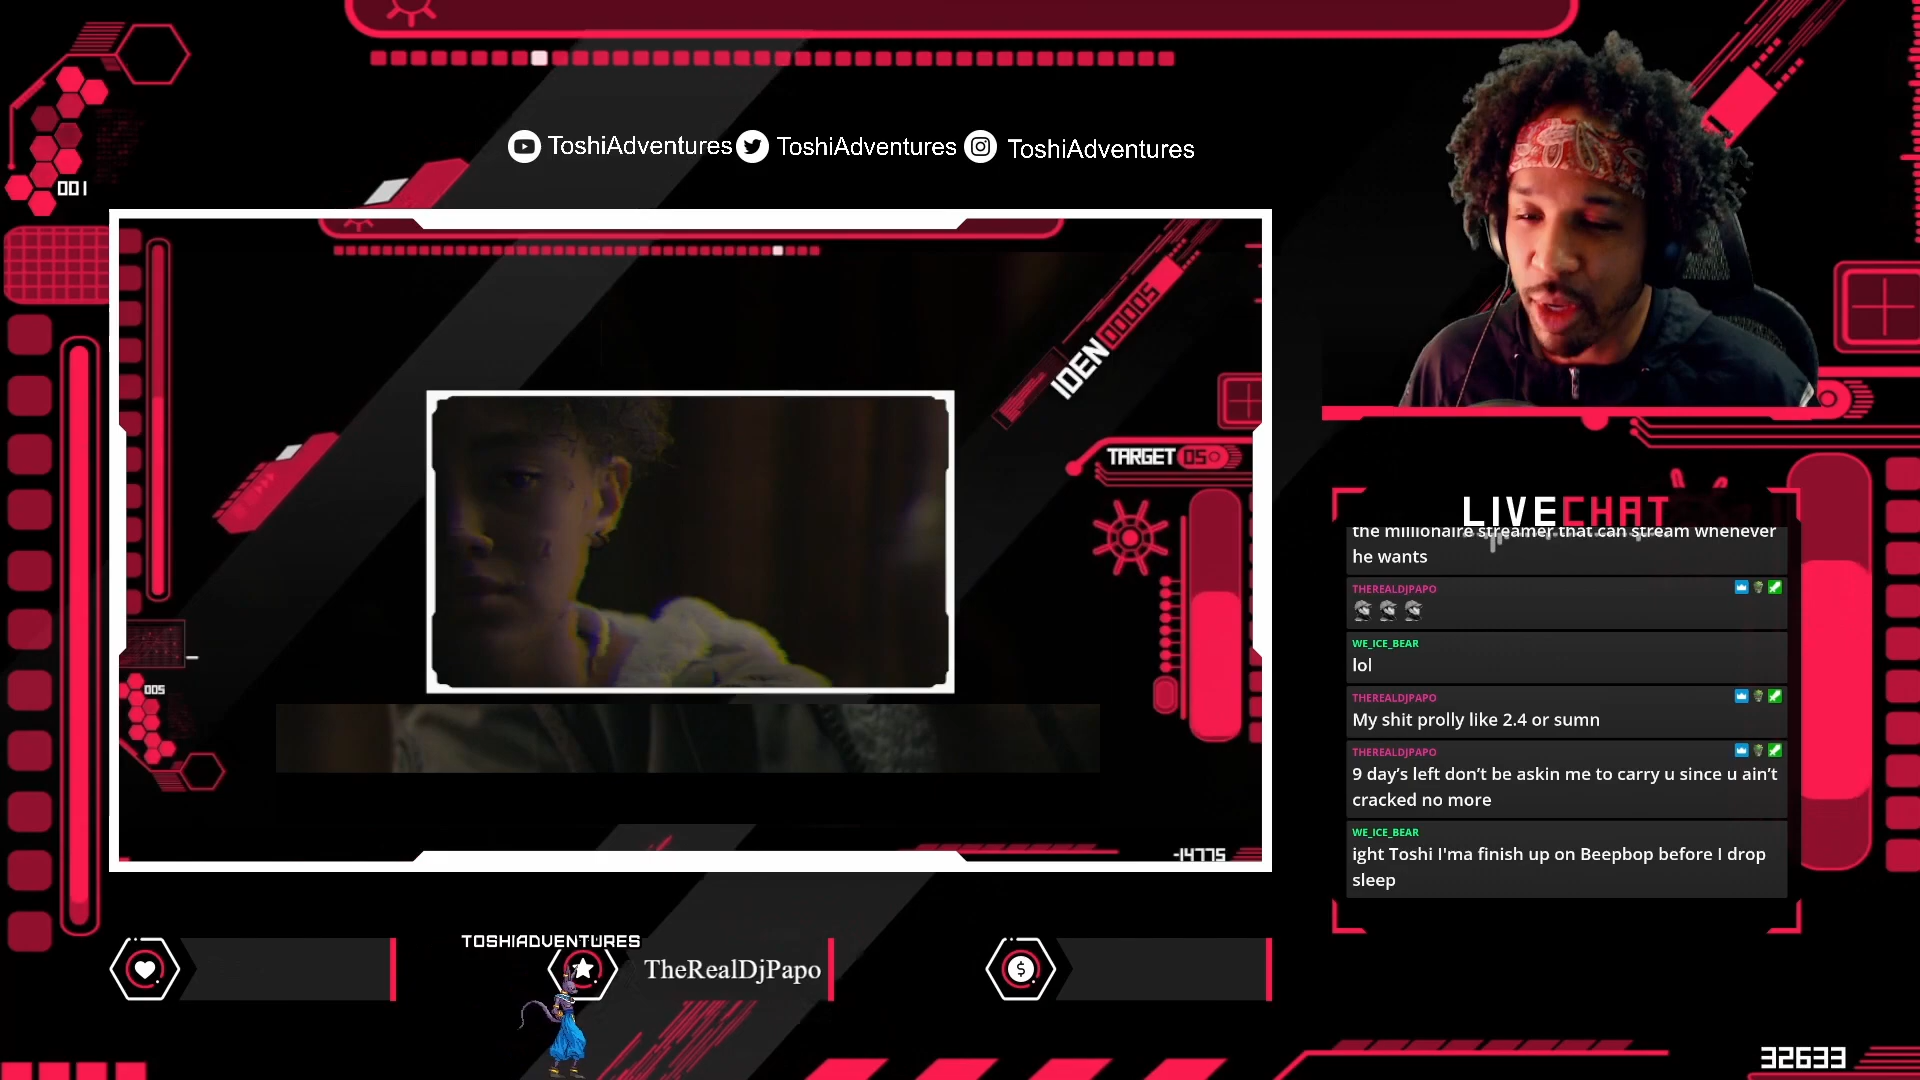 001
ToshiAdventures ToshiAdventures ToshiAdventures
IDEN 00005
TARGET 05
005
-14775
LIVECHAT
the millionaire streamer that can stream whenever
he wants
THEREALDJPAPO
WE_ICE_BEAR
lol
THEREALDJPAPO
My shit prolly like 2.4 or sumn
THEREALDJPAPO
9 day’s left don’t be askin me to carry u since u ain’t
cracked no more
WE_ICE_BEAR
ight Toshi I'ma finish up on Beepbop before I drop
sleep
TOSHIADVENTURES
TheRealDjPapo
$
32633